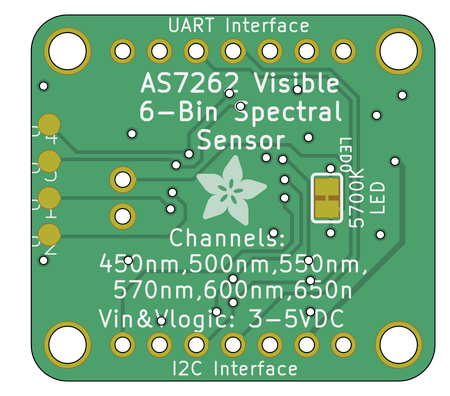 UART Interface
AS7262 Visible
6-Bin Spectral
Sensor
LED0
5700K
LED
Channels:
450nm,500nm,550nm,
570nm,600nm,650n
Vin&Vlogic: 3-5VDC
I2C Interface